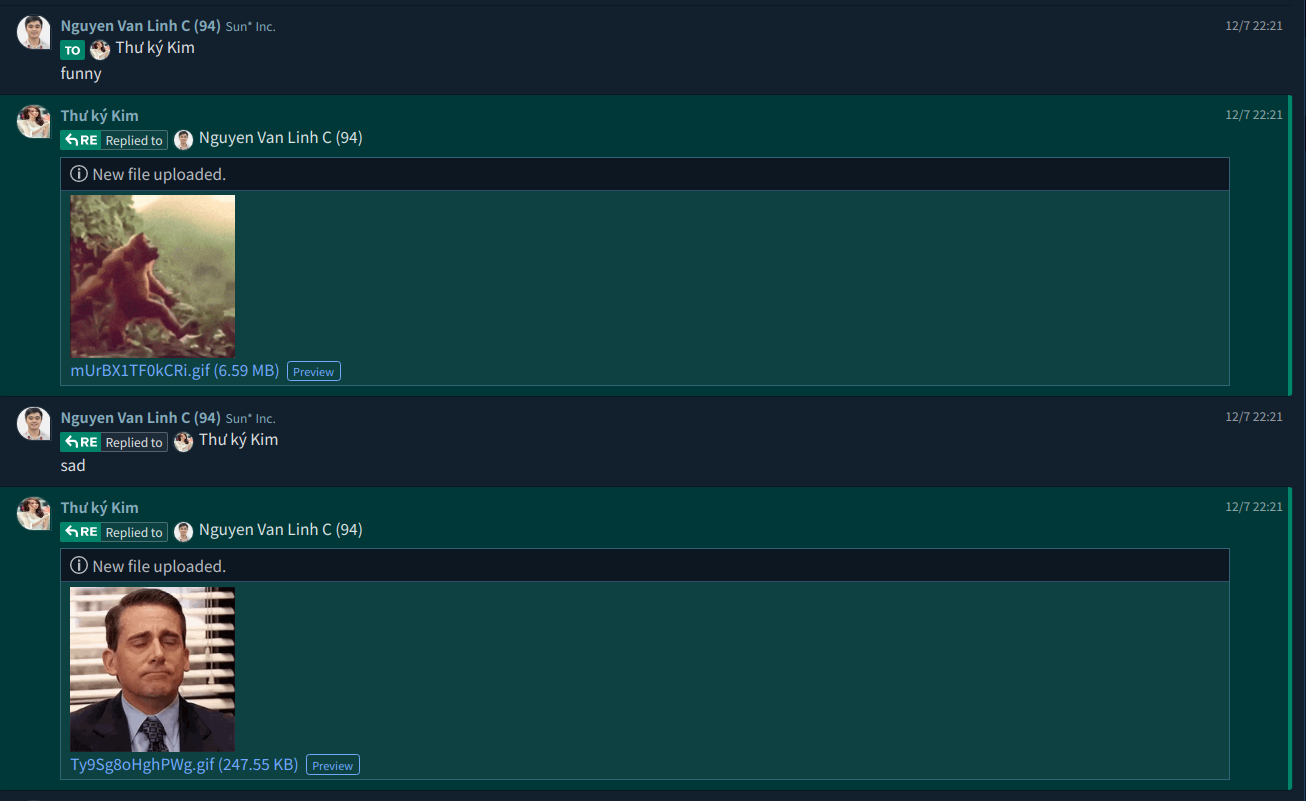 Nguyen Van Linh C (94) Sun* Inc. 12/7 22:21
TO Thư ký Kim
funny
Thư ký Kim 12/7 22:21
RE Replied to Nguyen Van Linh C (94)
New file uploaded.
mUrBX1TF0kCRi.gif (6.59 MB) Preview
Nguyen Van Linh C (94) Sun* Inc. 12/7 22:21
RE Replied to Thư ký Kim
sad
Thư ký Kim 12/7 22:21
RE Replied to Nguyen Van Linh C (94)
New file uploaded.
Ty9Sg8oHghPWg.gif (247.55 KB) Preview